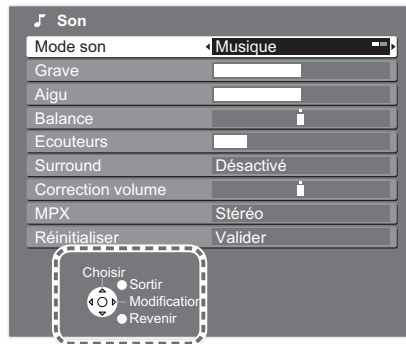 Son
Mode son Musique
Grave
Aigu
Balance
Ecouteurs
Surround Désactivé
Correction volume
MPX Stéréo
Réinitialiser Valider
Choisir
Sortir
Modification
Revenir